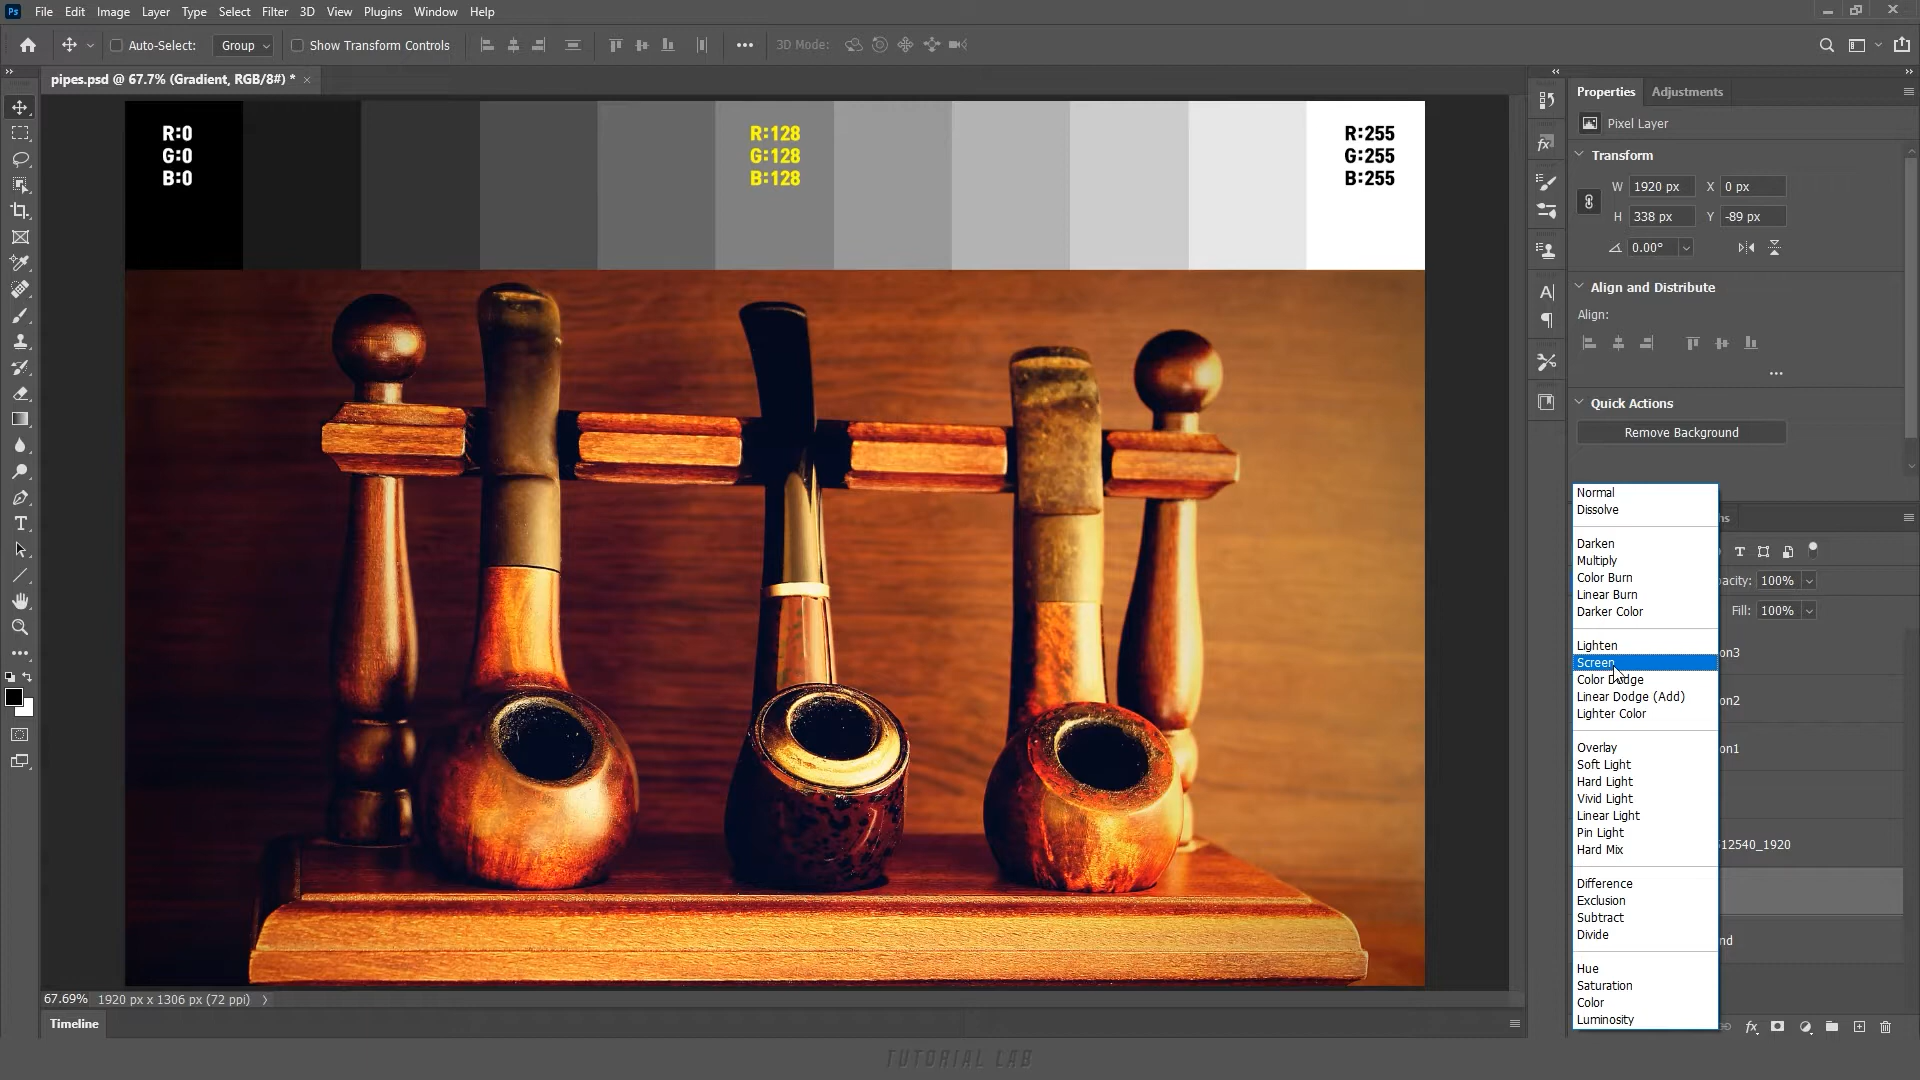 Ps File Edit Image Layer Type Select Filter 3D View Plugins Window Help
Auto-Select: Group Show Transform Controls 3D Mode:
pipes.psd @ 67.7% (Gradient, RGB/8#) *
R:0
G:0
B:0
R:128
G:128
B:128
R:255
G:255
B:255
Properties Adjustments
Pixel Layer
Transform
W 1920 px X 0 px
H 338 px Y -89 px
0.00°
Align and Distribute
Align:
Quick Actions
Remove Background
Normal
Dissolve
Darken
Multiply
Color Burn
Linear Burn
Darker Color
Lighten
Screen
Color Dodge
Linear Dodge (Add)
Lighter Color
Overlay
Soft Light
Hard Light
Vivid Light
Linear Light
Pin Light
Hard Mix
Difference
Exclusion
Subtract
Divide
Hue
Saturation
Color
Luminosity
ns
acity: 100%
Fill: 100%
on3
on2
on1
512540_1920
nd
67.69% 1920 px x 1306 px (72 ppi)
Timeline
TUTORIAL LAB